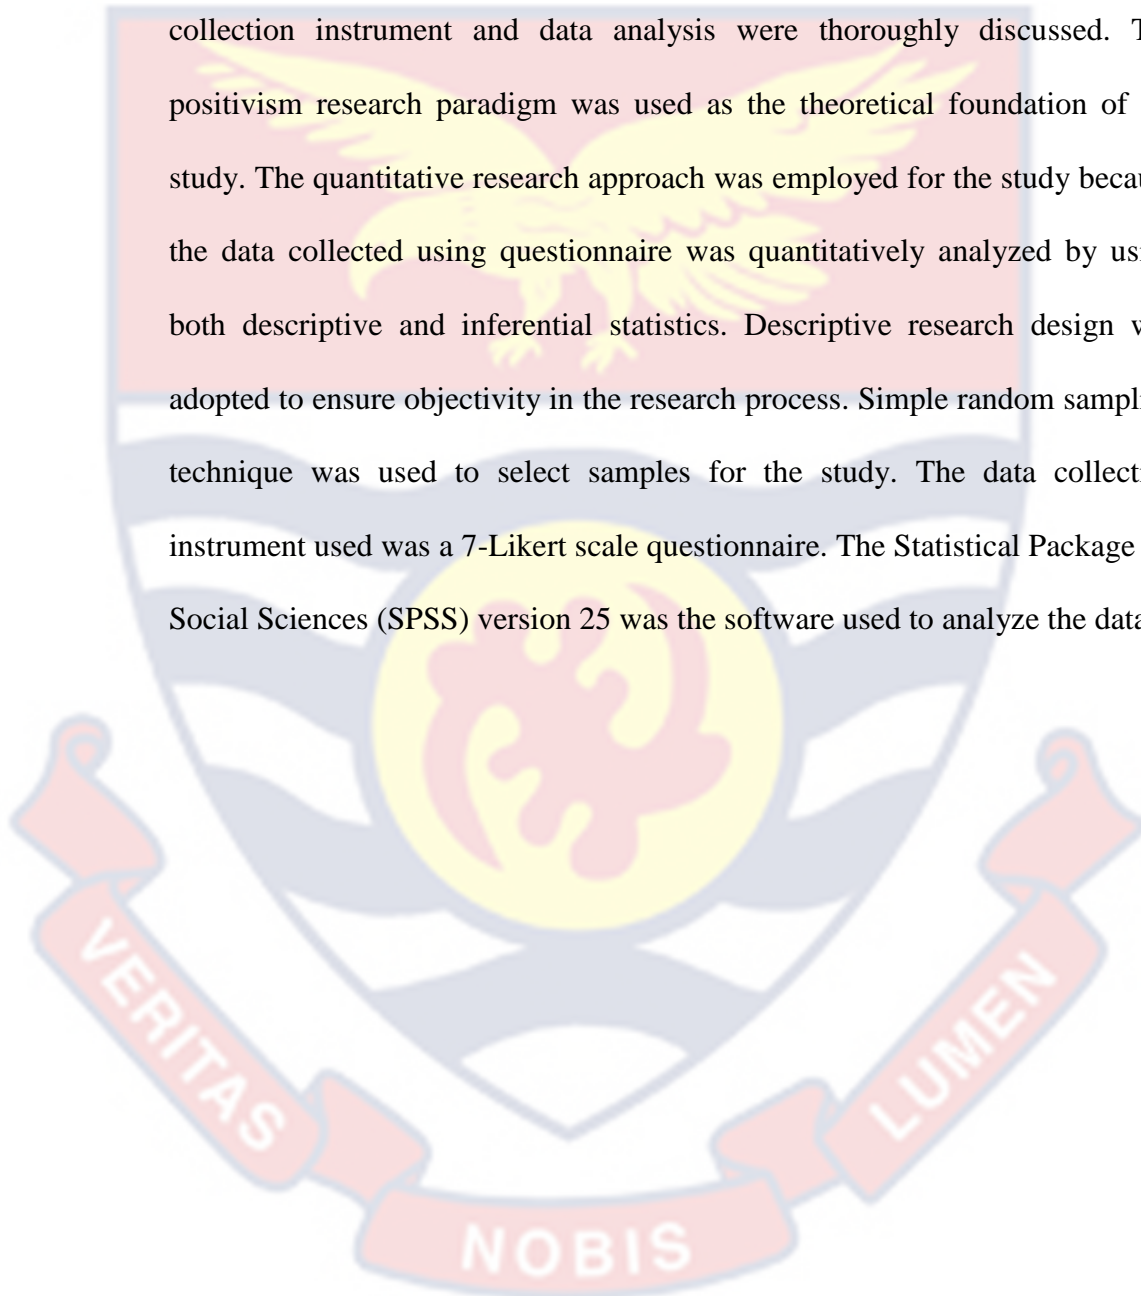 collection instrument and data analysis were thoroughly discussed. T
positivism research paradigm was used as the theoretical foundation of
study. The quantitative research approach was employed for the study becau
the data collected using questionnaire was quantitatively analyzed by usi
both descriptive and inferential statistics. Descriptive research design w
adopted to ensure objectivity in the research process. Simple random sampli
technique was used to select samples for the study. The data collecti
instrument used was a 7-Likert scale questionnaire. The Statistical Package
Social Sciences (SPSS) version 25 was the software used to analyze the data
VERITAS
NOBIS
LUMEN